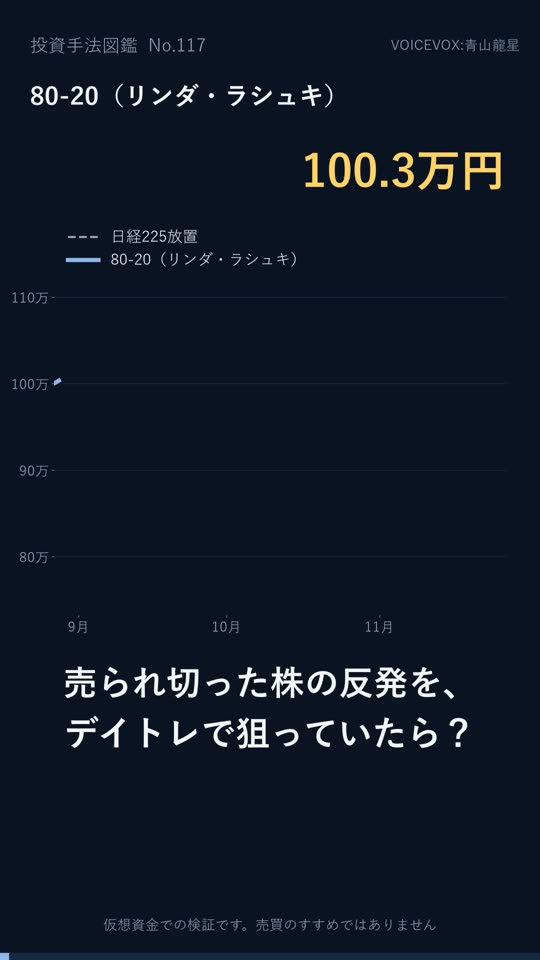 投資手法図鑑 No.117
VOICEVOX:青山龍星
80-20（リンダ・ラシュキ）
100.3万円
日経225放置
80-20（リンダ・ラシュキ）
110万
100万
90万
80万
9月
10月
11月
売られ切った株の反発を、
デイトレで狙っていたら？
仮想資金での検証です。売買のすすめではありません